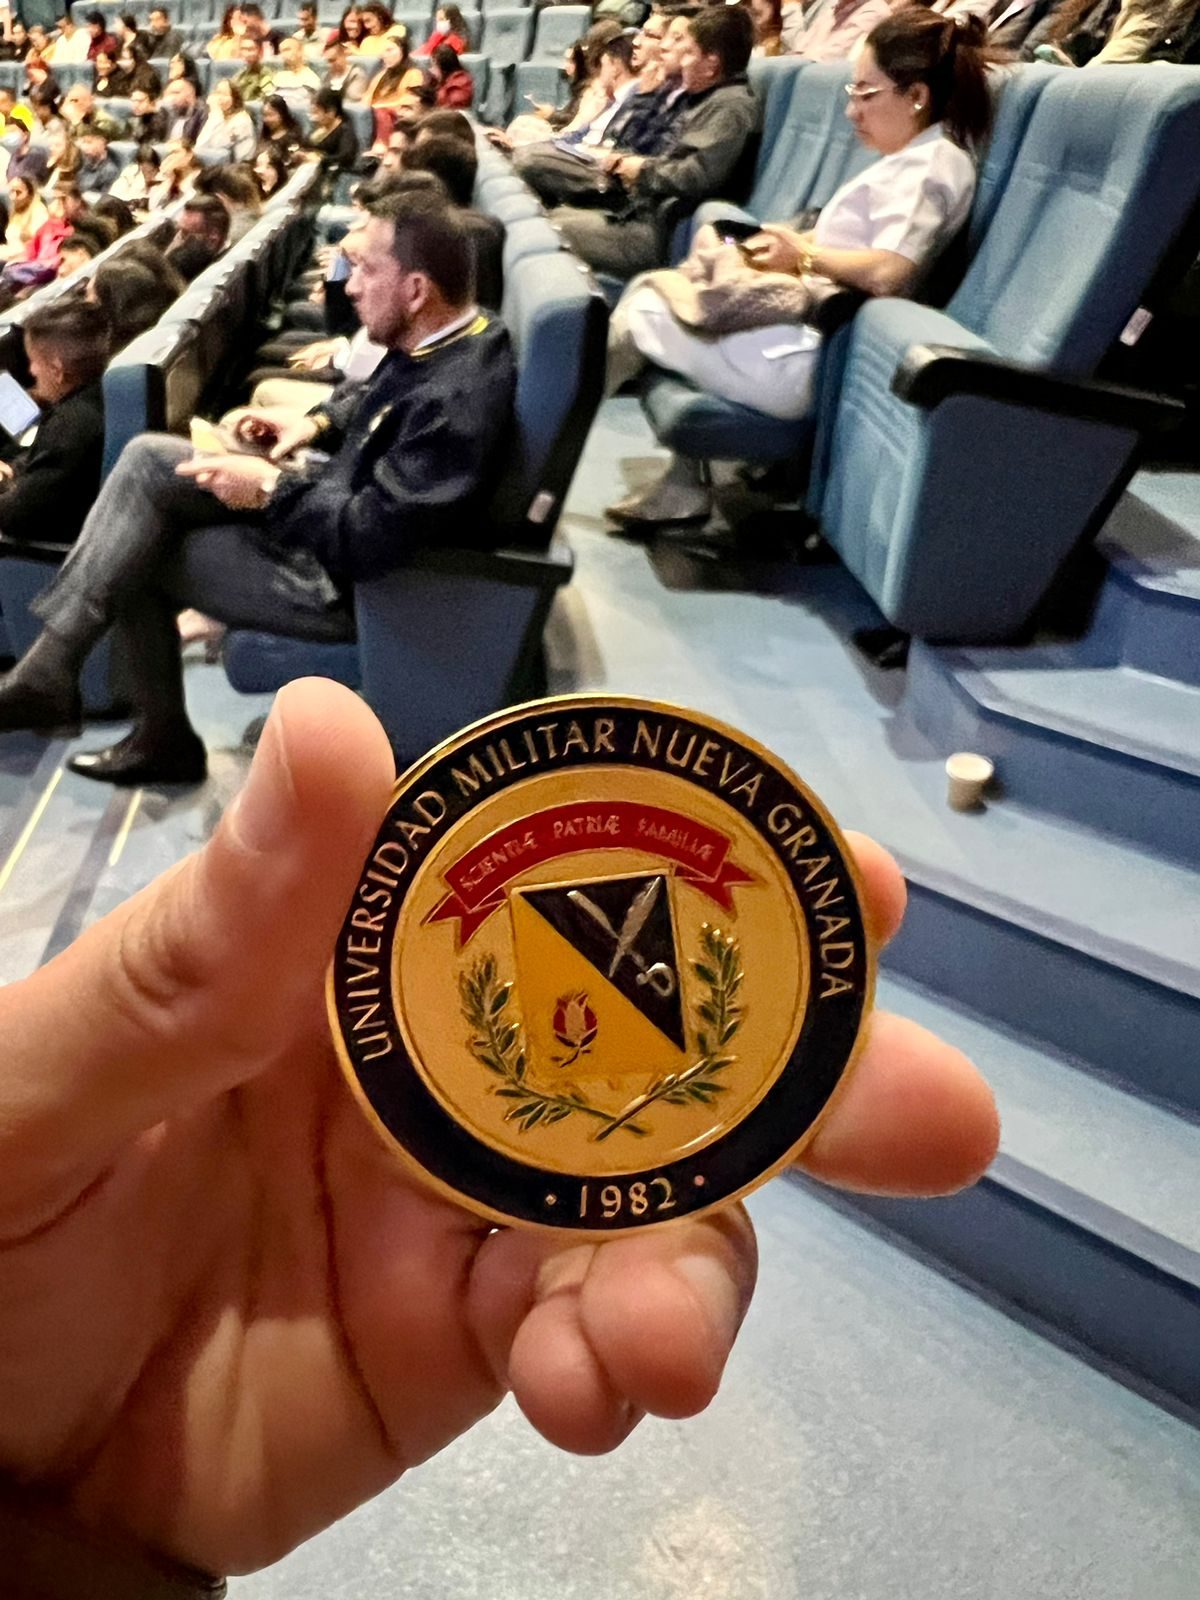 UNIVERSIDAD MILITAR NUEVA GRANADA
SCIENTIÆ PATRIÆ FAMILIÆ
· 1982 ·